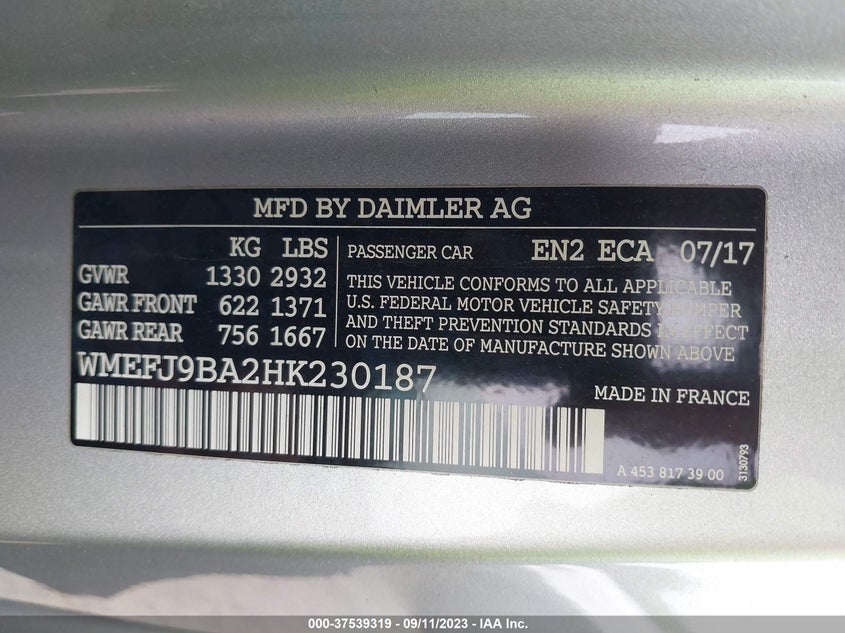 MFD BY DAIMLER AG
KG LBS
GVWR 1330 2932
GAWR FRONT 622 1371
GAWR REAR 756 1667
PASSENGER CAR EN2 ECA 07/17
THIS VEHICLE CONFORMS TO ALL APPLICABLE
U.S. FEDERAL MOTOR VEHICLE SAFETY, BUMPER
AND THEFT PREVENTION STANDARDS IN EFFECT
ON THE DATE OF MANUFACTURE SHOWN ABOVE
WMEFJ9BA2HK230187
MADE IN FRANCE
A 453 817 39 00
3130793
000-37539319 - 09/11/2023 - IAA Inc.